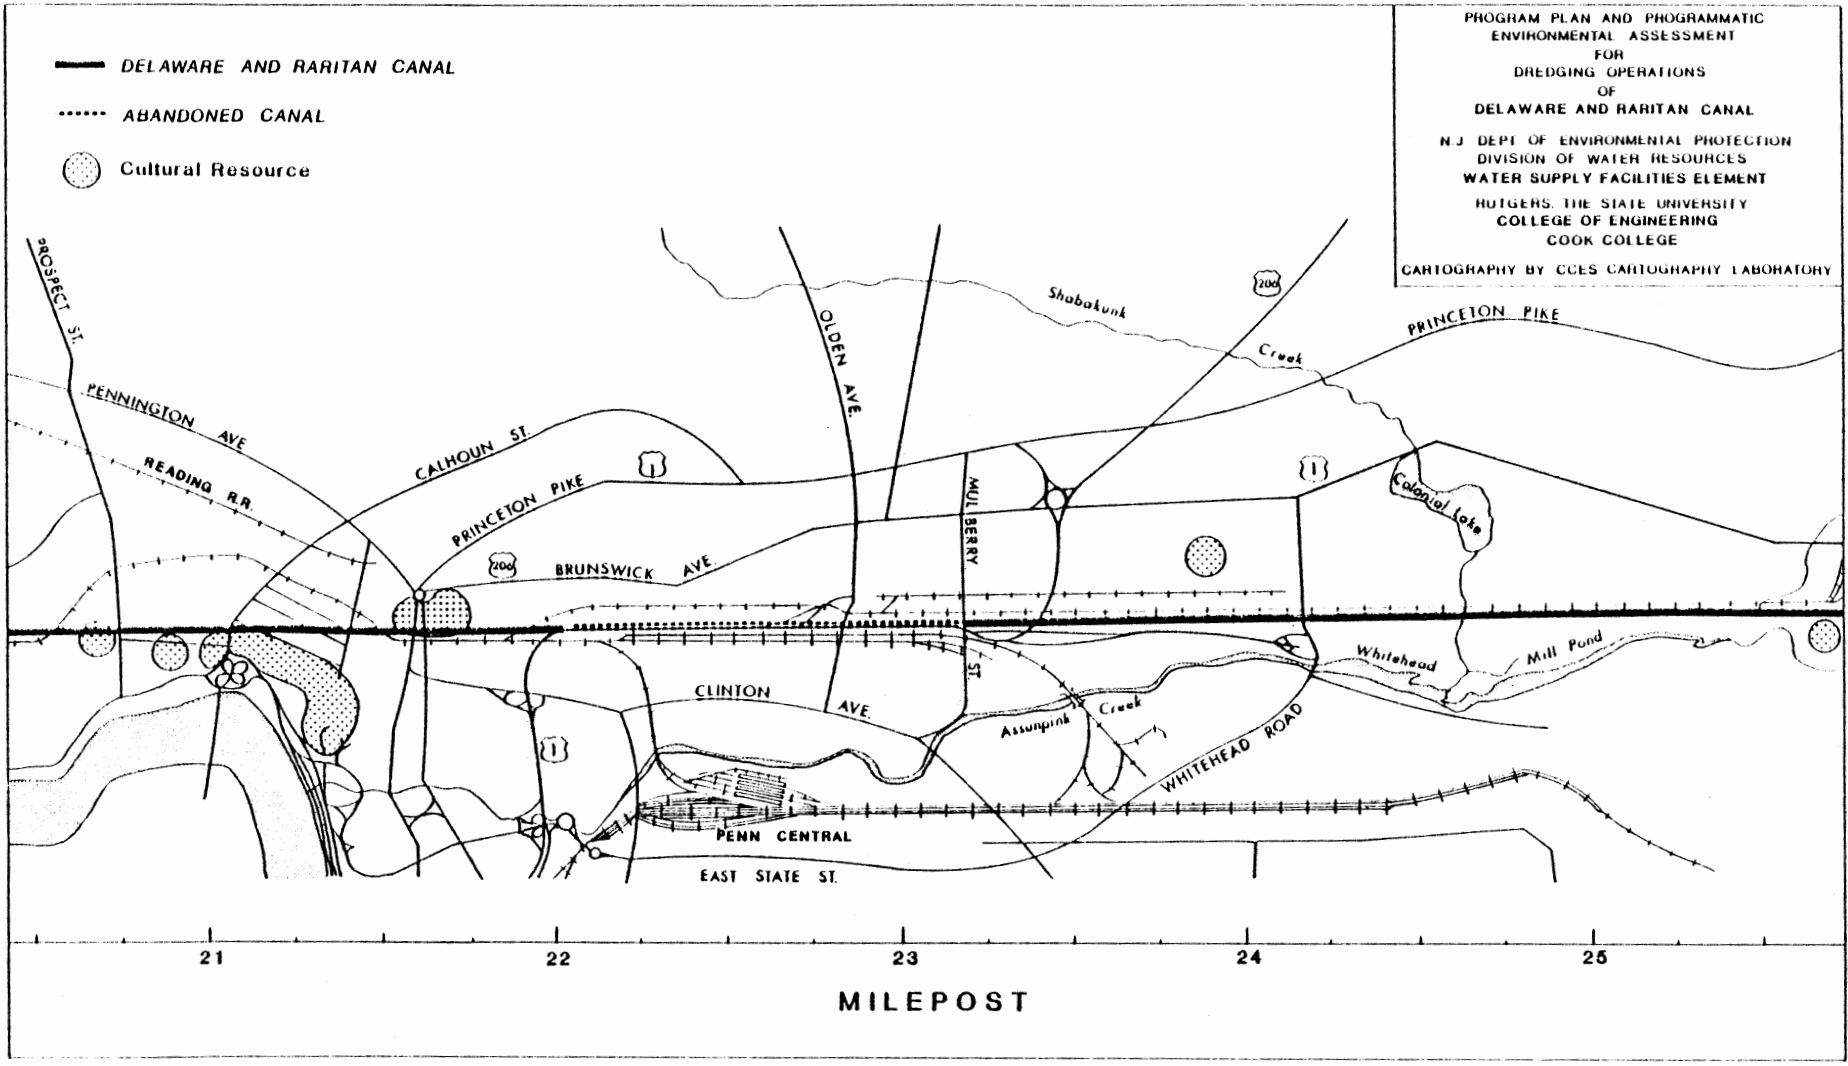 DELAWARE AND RARITAN CANAL
ABANDONED CANAL
Cultural Resource
PROGRAM PLAN AND PROGRAMMATIC
ENVIRONMENTAL ASSESSMENT
FOR
DREDGING OPERATIONS
OF
DELAWARE AND RARITAN CANAL
N.J. DEPT OF ENVIRONMENTAL PROTECTION
DIVISION OF WATER RESOURCES
WATER SUPPLY FACILITIES ELEMENT
RUTGERS, THE STATE UNIVERSITY
COLLEGE OF ENGINEERING
COOK COLLEGE
CARTOGRAPHY BY CCES CARTOGRAPHY LABORATORY
PROSPECT ST.
PENNINGTON AVE
READING R.R.
CALHOUN ST.
1
PRINCETON PIKE
206
BRUNSWICK AVE.
OLDEN AVE.
Shabakunk Creek
206
PRINCETON PIKE
1
Colonial Lake
MULBERRY ST.
CLINTON AVE.
1
Assunpink Creek
WHITEHEAD ROAD
Whitehead Mill Pond
PENN CENTRAL
EAST STATE ST.
21
22
23
24
25
MILEPOST